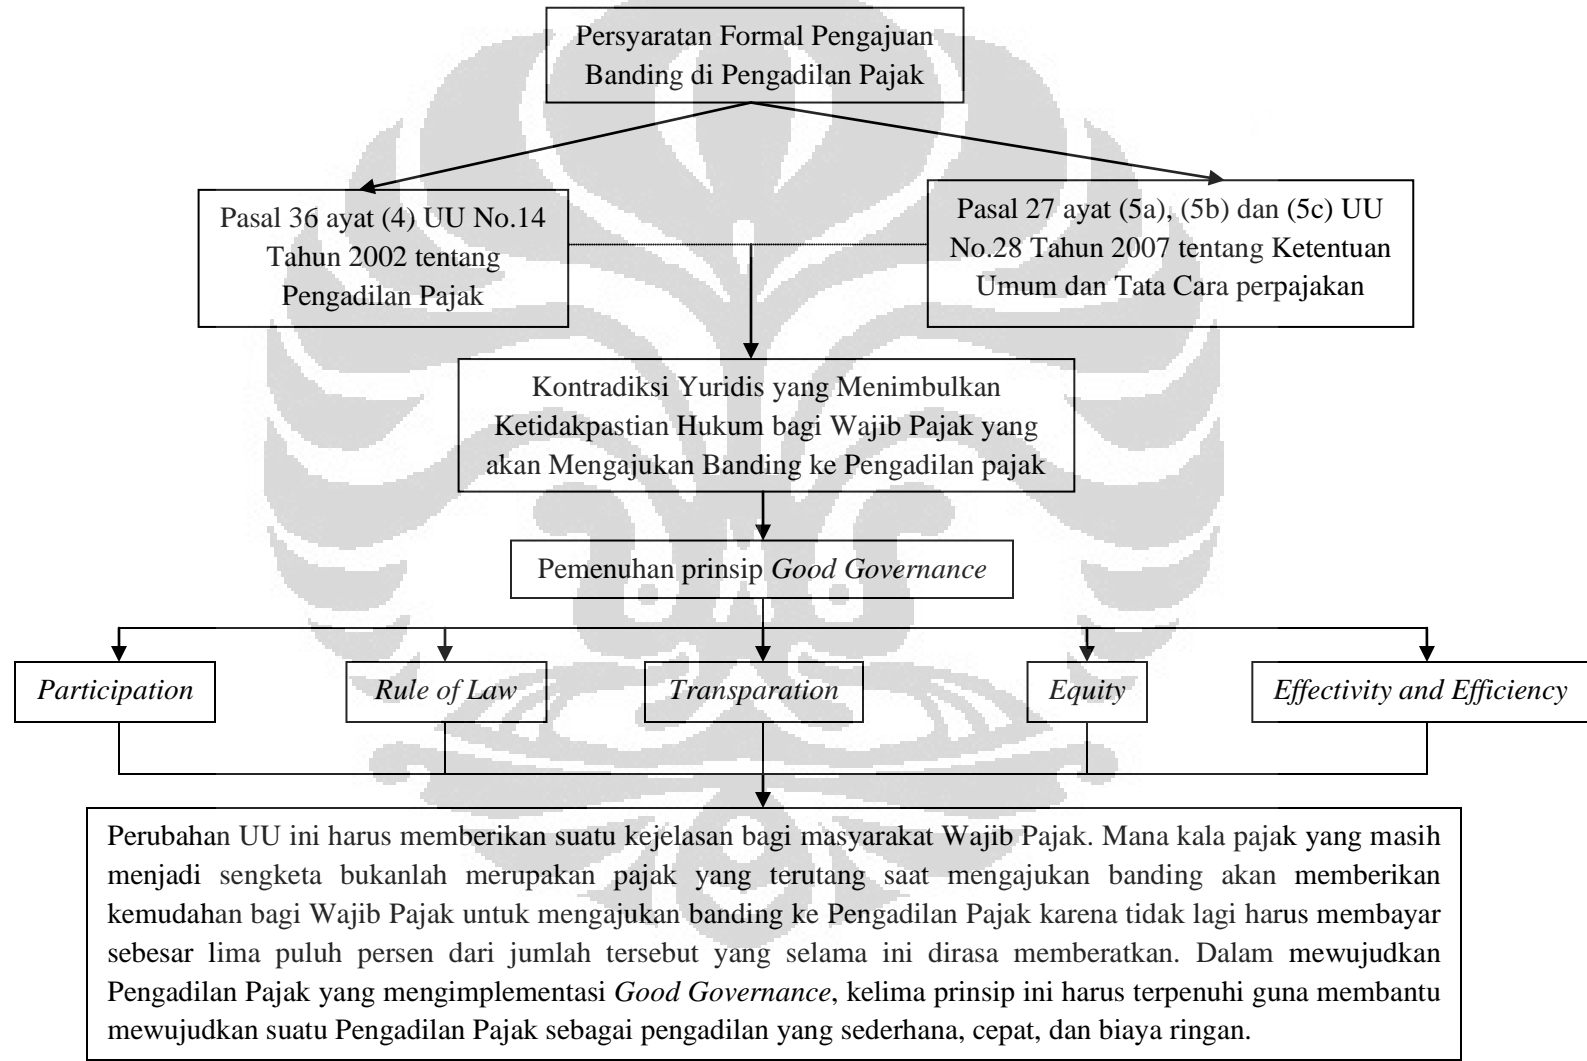 Persyaratan Formal Pengajuan
Banding di Pengadilan Pajak
Pasal 36 ayat (4) UU No.14
Tahun 2002 tentang
Pengadilan Pajak
Pasal 27 ayat (5a), (5b) dan (5c) UU
No.28 Tahun 2007 tentang Ketentuan
Umum dan Tata Cara perpajakan
Kontradiksi Yuridis yang Menimbulkan
Ketidakpastian Hukum bagi Wajib Pajak yang
akan Mengajukan Banding ke Pengadilan pajak
Pemenuhan prinsip Good Governance
Participation
Rule of Law
Transparation
Equity
Effectivity and Efficiency
Perubahan UU ini harus memberikan suatu kejelasan bagi masyarakat Wajib Pajak. Mana kala pajak yang masih
menjadi sengketa bukanlah merupakan pajak yang terutang saat mengajukan banding akan memberikan
kemudahan bagi Wajib Pajak untuk mengajukan banding ke Pengadilan Pajak karena tidak lagi harus membayar
sebesar lima puluh persen dari jumlah tersebut yang selama ini dirasa memberatkan. Dalam mewujudkan
Pengadilan Pajak yang mengimplementasi Good Governance, kelima prinsip ini harus terpenuhi guna membantu
mewujudkan suatu Pengadilan Pajak sebagai pengadilan yang sederhana, cepat, dan biaya ringan.